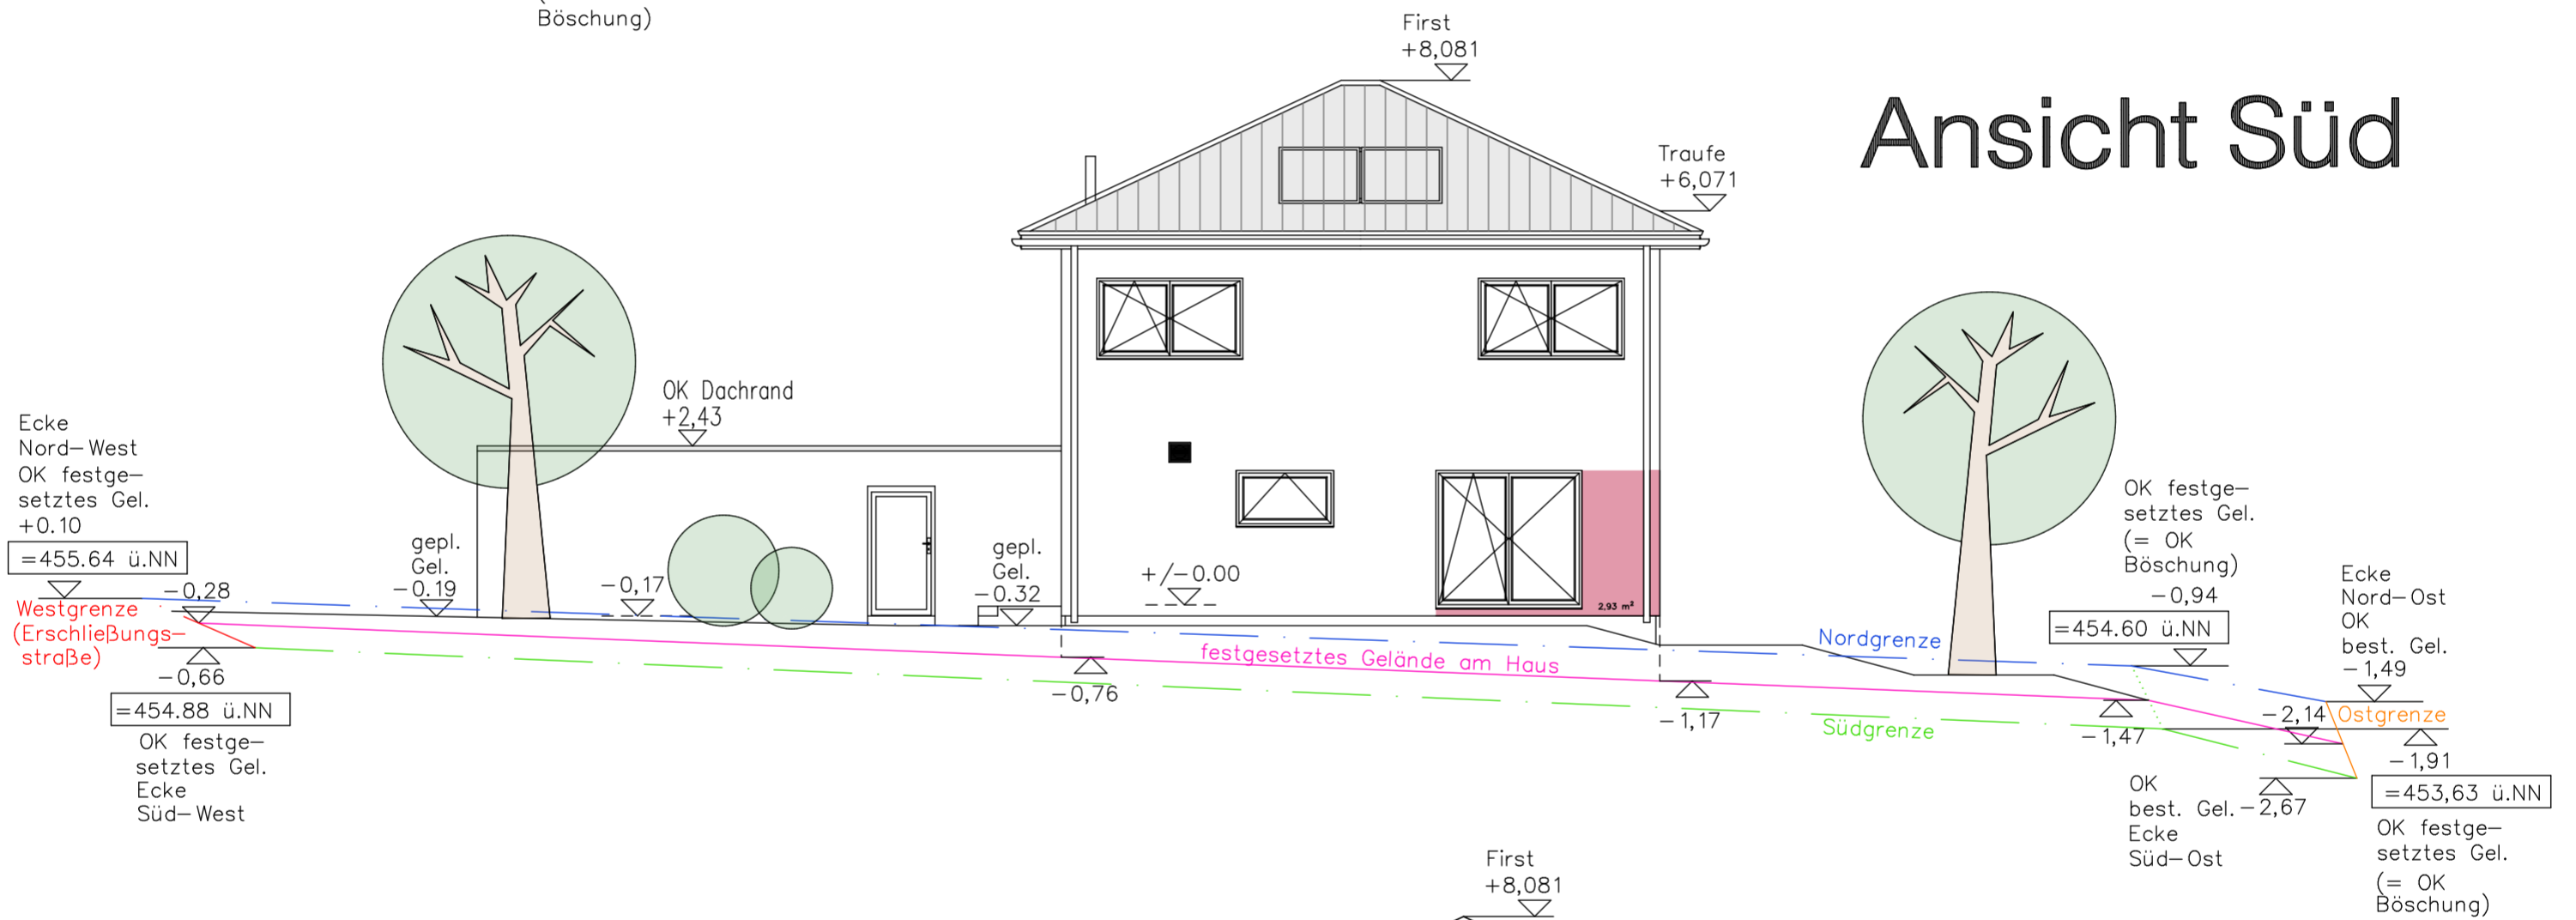 Böschung)
First
+8,081
Ansicht Süd
Traufe
+6,071
OK Dachrand
+2,43
Ecke
Nord-West
OK festge-
setztes Gel.
+0.10
=455.64 ü.NN
-0,28
Westgrenze
(Erschließungs-
straße)
-0,66
=454.88 ü.NN
OK festge-
setztes Gel.
Ecke
Süd-West
gepl.
Gel.
-0.19
-0,17
gepl.
Gel.
-0.32
+/-0.00
2,93 m²
festgesetztes Gelände am Haus
-0,76
-1,17
Nordgrenze
Südgrenze
OK festge-
setztes Gel.
(= OK
Böschung)
-0,94
=454.60 ü.NN
-1,47
Ecke
Nord-Ost
OK
best. Gel.
-1,49
-2,14
Ostgrenze
-1,91
=453,63 ü.NN
OK festge-
setztes Gel.
(= OK
Böschung)
OK
best. Gel.-2,67
Ecke
Süd-Ost
First
+8,081